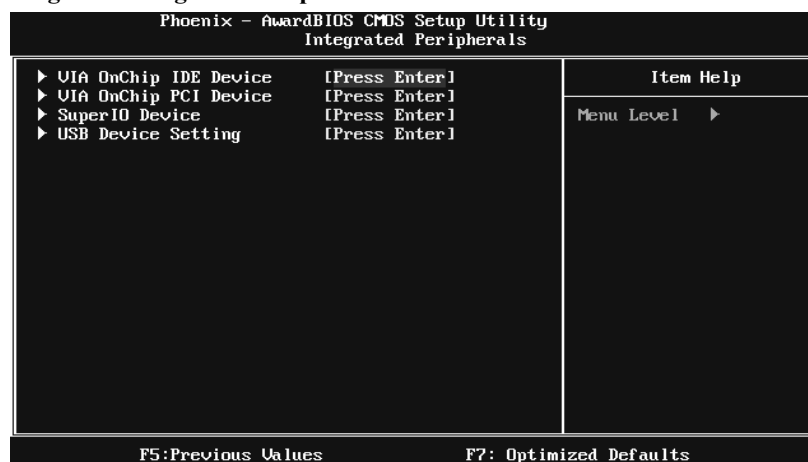 Phoenix - AwardBIOS CMOS Setup Utility
Integrated Peripherals
▶ VIA OnChip IDE Device [Press Enter]
▶ VIA OnChip PCI Device [Press Enter]
▶ SuperIO Device [Press Enter]
▶ USB Device Setting [Press Enter]
Item Help
Menu Level ▶
F5:Previous Values F7: Optimized Defaults